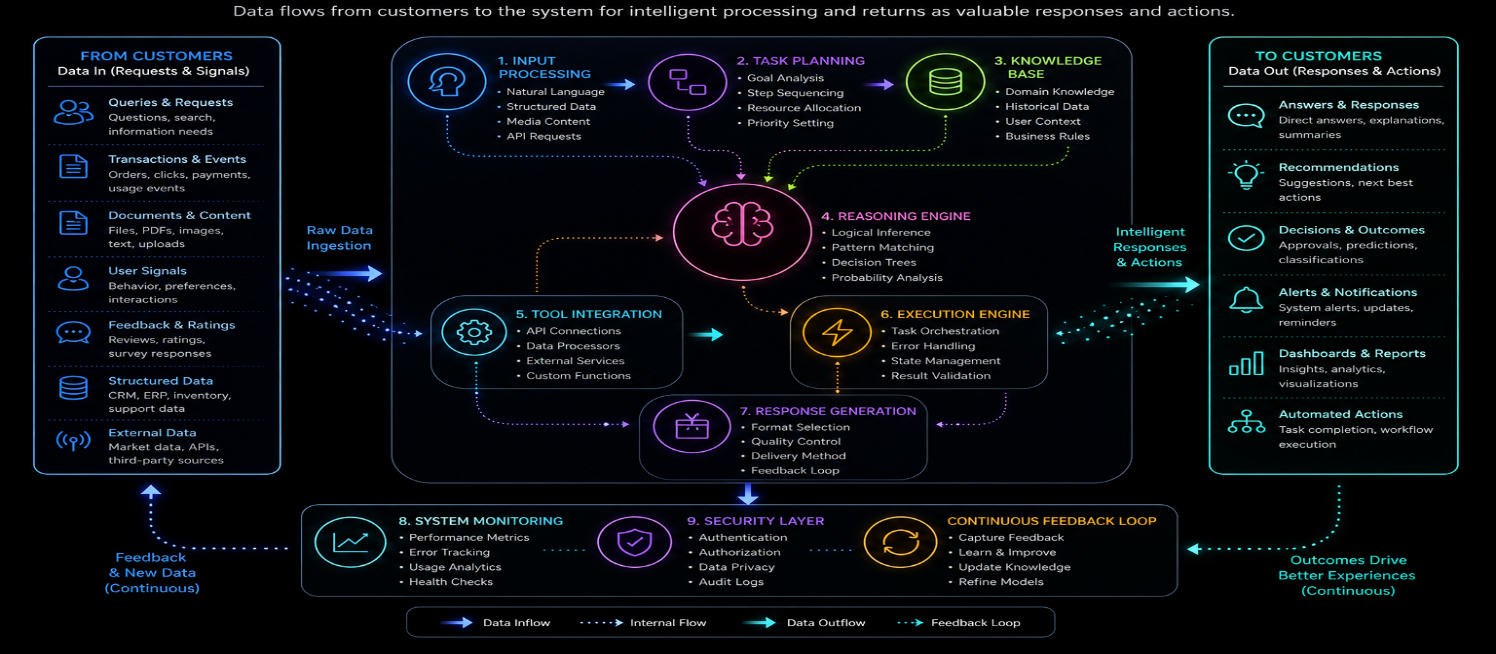 Data flows from customers to the system for intelligent processing and returns as valuable responses and actions.
FROM CUSTOMERS
Data In (Requests & Signals)
Queries & Requests
Questions, search,
information needs
Transactions & Events
Orders, clicks, payments,
usage events
Documents & Content
Files, PDFs, images,
text, uploads
User Signals
Behavior, preferences,
interactions
Feedback & Ratings
Reviews, ratings,
survey responses
Structured Data
CRM, ERP, inventory,
support data
External Data
Market data, APIs,
third-party sources
Raw Data
Ingestion
1. INPUT
PROCESSING
• Natural Language
• Structured Data
• Media Content
• API Requests
2. TASK PLANNING
• Goal Analysis
• Step Sequencing
• Resource Allocation
• Priority Setting
3. KNOWLEDGE
BASE
• Domain Knowledge
• Historical Data
• User Context
• Business Rules
4. REASONING ENGINE
• Logical Inference
• Pattern Matching
• Decision Trees
• Probability Analysis
5. TOOL INTEGRATION
• API Connections
• Data Processors
• External Services
• Custom Functions
6. EXECUTION ENGINE
• Task Orchestration
• Error Handling
• State Management
• Result Validation
7. RESPONSE GENERATION
• Format Selection
• Quality Control
• Delivery Method
• Feedback Loop
Intelligent
Responses
& Actions
TO CUSTOMERS
Data Out (Responses & Actions)
Answers & Responses
Direct answers, explanations,
summaries
Recommendations
Suggestions, next best
actions
Decisions & Outcomes
Approvals, predictions,
classifications
Alerts & Notifications
System alerts, updates,
reminders
Dashboards & Reports
Insights, analytics,
visualizations
Automated Actions
Task completion, workflow
execution
Feedback
& New Data
(Continuous)
8. SYSTEM MONITORING
• Performance Metrics
• Error Tracking
• Usage Analytics
• Health Checks
9. SECURITY LAYER
• Authentication
• Authorization
• Data Privacy
• Audit Logs
CONTINUOUS FEEDBACK LOOP
• Capture Feedback
• Learn & Improve
• Update Knowledge
• Refine Models
Outcomes Drive
Better Experiences
(Continuous)
Data Inflow
Internal Flow
Data Outflow
Feedback Loop